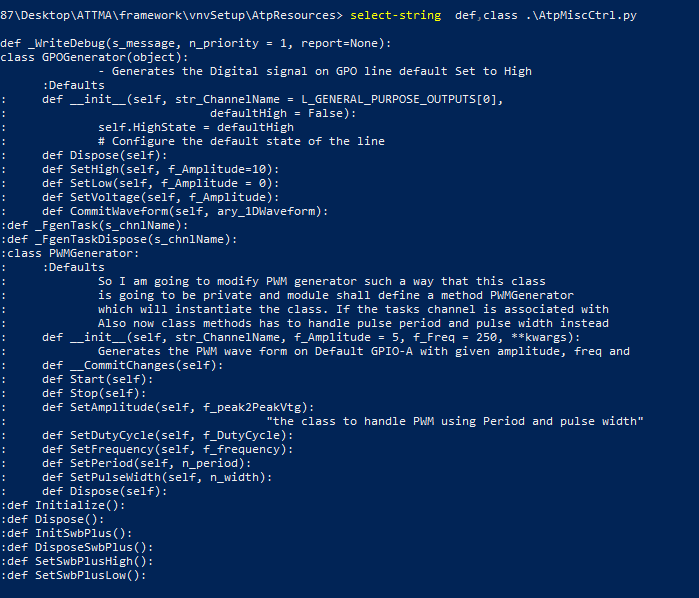 87\Desktop\ATTMA\framework\vnvSetup\AtpResources> select-string  def,class .\AtpMiscCtrl.py
def _WriteDebug(s_message, n_priority = 1, report=None):
class GPOGenerator(object):
- Generates the Digital signal on GPO line default Set to High
:Defaults
:     def __init__(self, str_ChannelName = L_GENERAL_PURPOSE_OUTPUTS[0],
:                             defaultHigh = False):
:             self.HighState = defaultHigh
:             # Configure the default state of the line
:     def Dispose(self):
:     def SetHigh(self, f_Amplitude=10):
:     def SetLow(self, f_Amplitude = 0):
:     def SetVoltage(self, f_Amplitude):
:     def CommitWaveform(self, ary_1DWaveform):
:def _FgenTask(s_chnlName):
:def _FgenTaskDispose(s_chnlName):
:class PWMGenerator:
:     :Defaults
:             So I am going to modify PWM generator such a way that this class
:             is going to be private and module shall define a method PWMGenerator
:             which will instantiate the class. If the tasks channel is associated with
:             Also now class methods has to handle pulse period and pulse width instead
:     def __init__(self, str_ChannelName, f_Amplitude = 5, f_Freq = 250, **kwargs):
:             Generates the PWM wave form on Default GPIO-A with given amplitude, freq and
:     def __CommitChanges(self):
:     def Start(self):
:     def Stop(self):
:     def SetAmplitude(self, f_peak2PeakVtg):
:                                     "the class to handle PWM using Period and pulse width"
:     def SetDutyCycle(self, f_DutyCycle):
:     def SetFrequency(self, f_frequency):
:     def SetPeriod(self, n_period):
:     def SetPulseWidth(self, n_width):
:     def Dispose(self):
:def Initialize():
:def Dispose():
:def InitSwbPlus():
:def DisposeSwbPlus():
:def SetSwbPlusHigh():
:def SetSwbPlusLow():